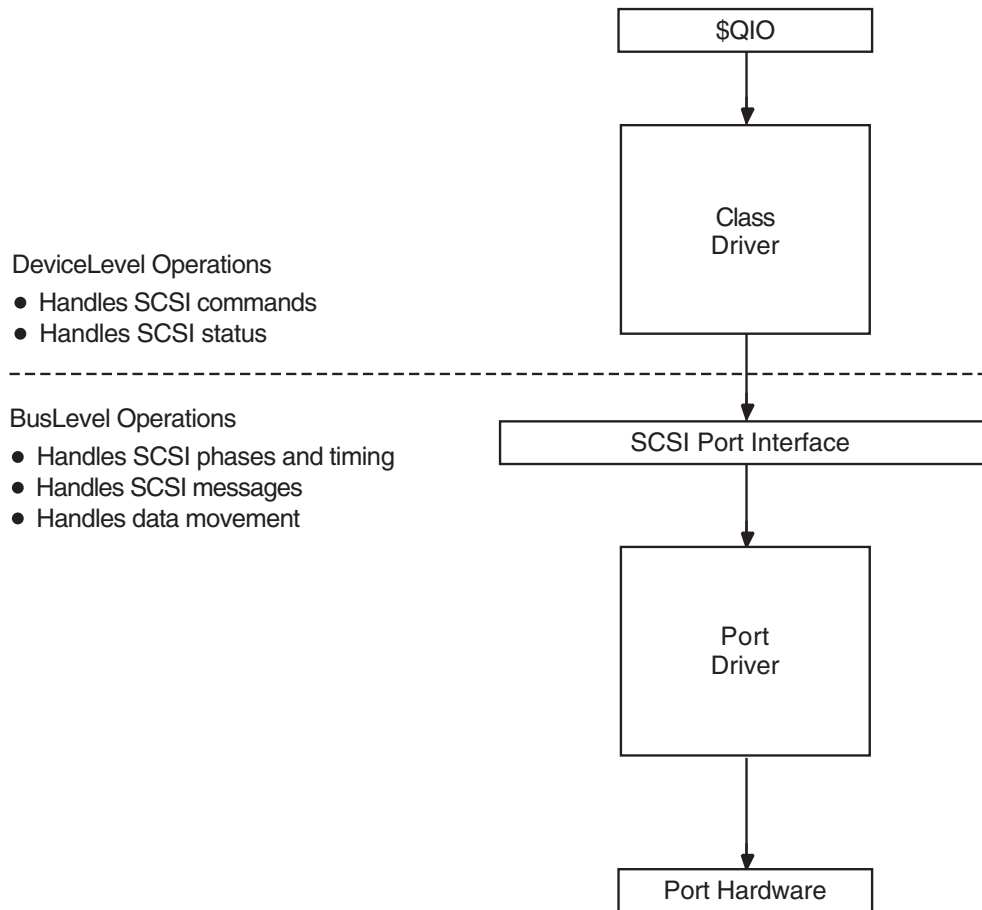 $QIO
Class
Driver
DeviceLevel Operations
● Handles SCSI commands
● Handles SCSI status
BusLevel Operations
● Handles SCSI phases and timing
● Handles SCSI messages
● Handles data movement
SCSI Port Interface
Port
Driver
Port Hardware